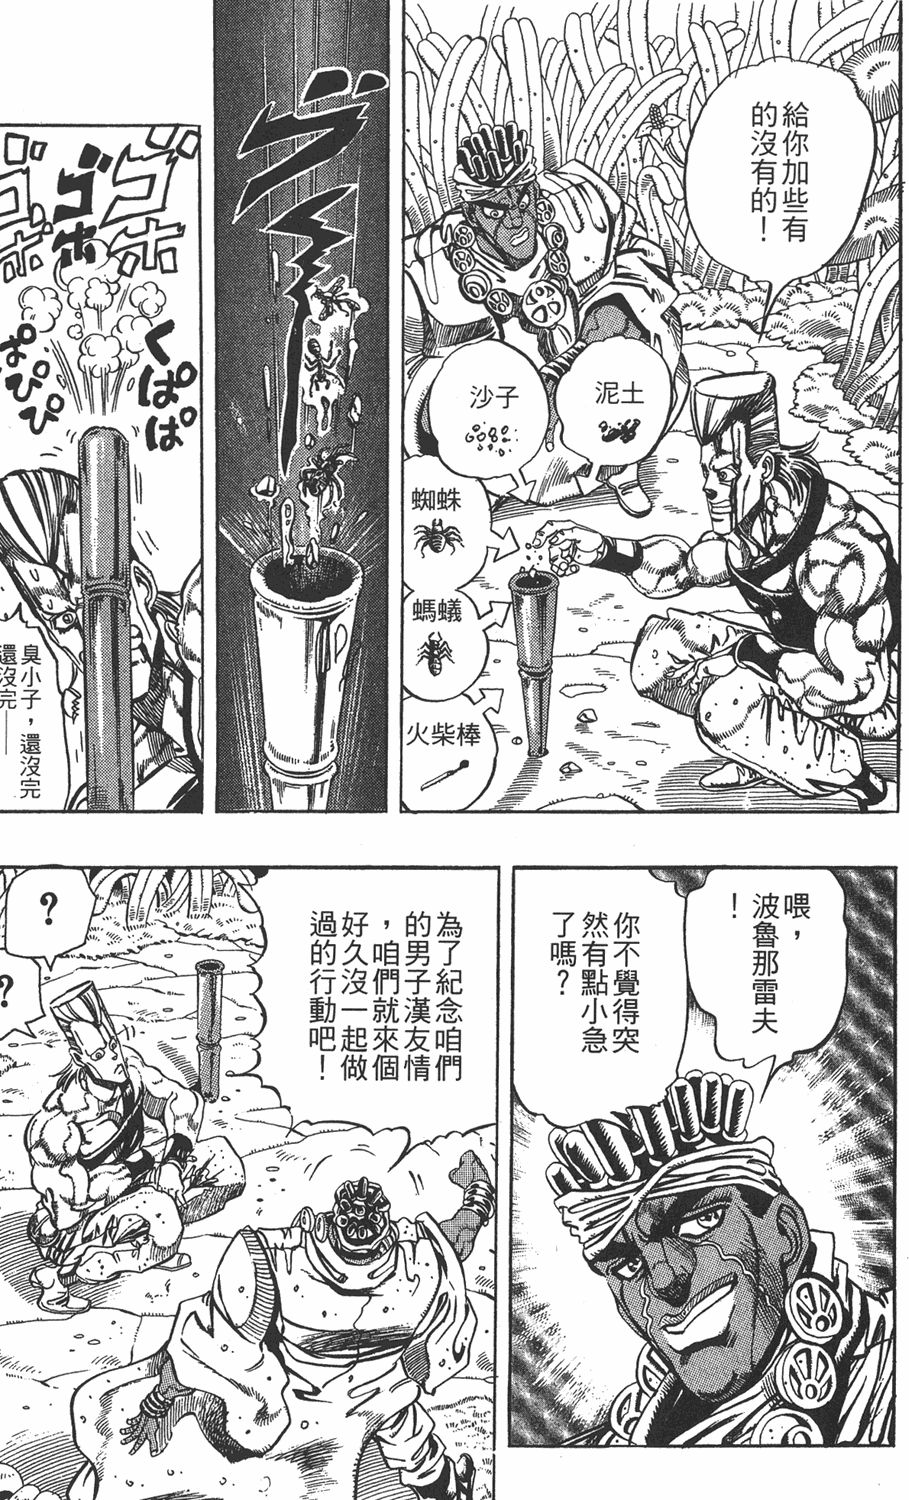 給你加些有
的沒有的！
沙子
泥土
蜘蛛
螞蟻
火柴棒
ゴ
ゴ
ゴ
ゴホ
ゴホ
くぱぱ
ぱぴぴ
臭小子，還沒完
還沒完——
喂，
波魯那雷夫
！
你不覺得突
然有點小急
了嗎？
為了紀念咱們
的男子漢友情
，咱們就來個
好久沒一起做
過的行動吧！
？
？